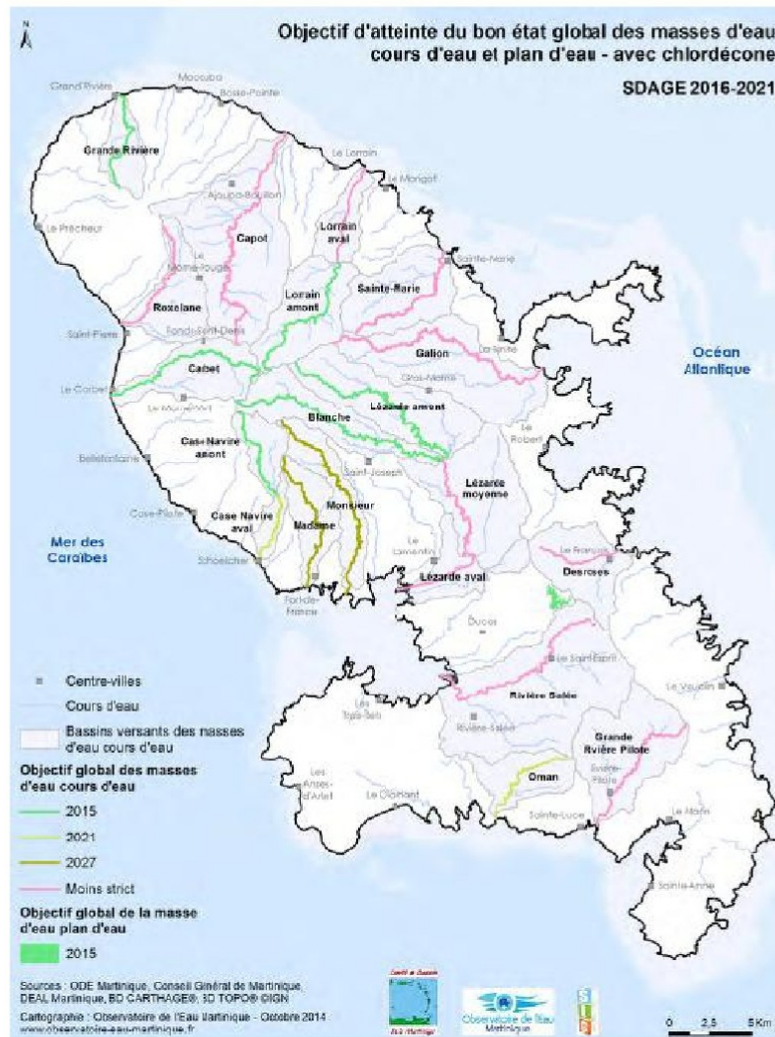 Objectif d'atteinte du bon état global des masses d'eau
cours d'eau et plan d'eau - avec chlordécone
SDAGE 2016-2021
N
Grand'Rivière
Macouba
Basse-Pointe
Grande Rivière
Le Lorrain
Le Marigot
Ajoupa-Bouillon
Le Prêcheur
Capot
Lorrain
aval
Le
Morne-Rouge
Sainte-Marie
Sainte-Marie
Roxelane
Lorrain
amont
Saint-Pierre
Fonds-Saint-Denis
La Trinité
Galion
Océan
Atlantique
Carbet
Gros-Morne
Le Carbet
Lézarde amont
Blanche
Le
Robert
Case Navire
amont
Bellefontaine
Saint-Joseph
Lézarde
moyenne
Case-Pilote
Case Navire
aval
Monsieur
Madame
Mer des
Caraïbes
Le François
Schoelcher
Le
Lamentin
Desroses
Lézarde aval
Fort-de-
France
Ducos
Le Saint-Esprit
Centre-villes
Le Vauclin
Rivière Salée
Cours d'eau
Les
Trois-Ilets
Bassins versants des masses
d'eau cours d'eau
Rivière-Salée
Grande
Rivière Pilote
Objectif global des masses
d'eau cours d'eau
Oman
Rivière-
Pilote
Les
Anses-
d'Arlet
2015
Le Diamant
Sainte-Luce
Le Marin
2021
2027
Moins strict
Sainte-Anne
Objectif global de la masse
d'eau plan d'eau
2015
Sources : ODE Martinique, Conseil Général de Martinique,
DEAL Martinique, BD CARTHAGE®, BD TOPO® ©IGN
Cartographie : Observatoire de l'Eau Martinique - Octobre 2014
www.observatoire-eau-martinique.fr
Observatoire de l'Eau
Martinique
0 2,5 5 Km